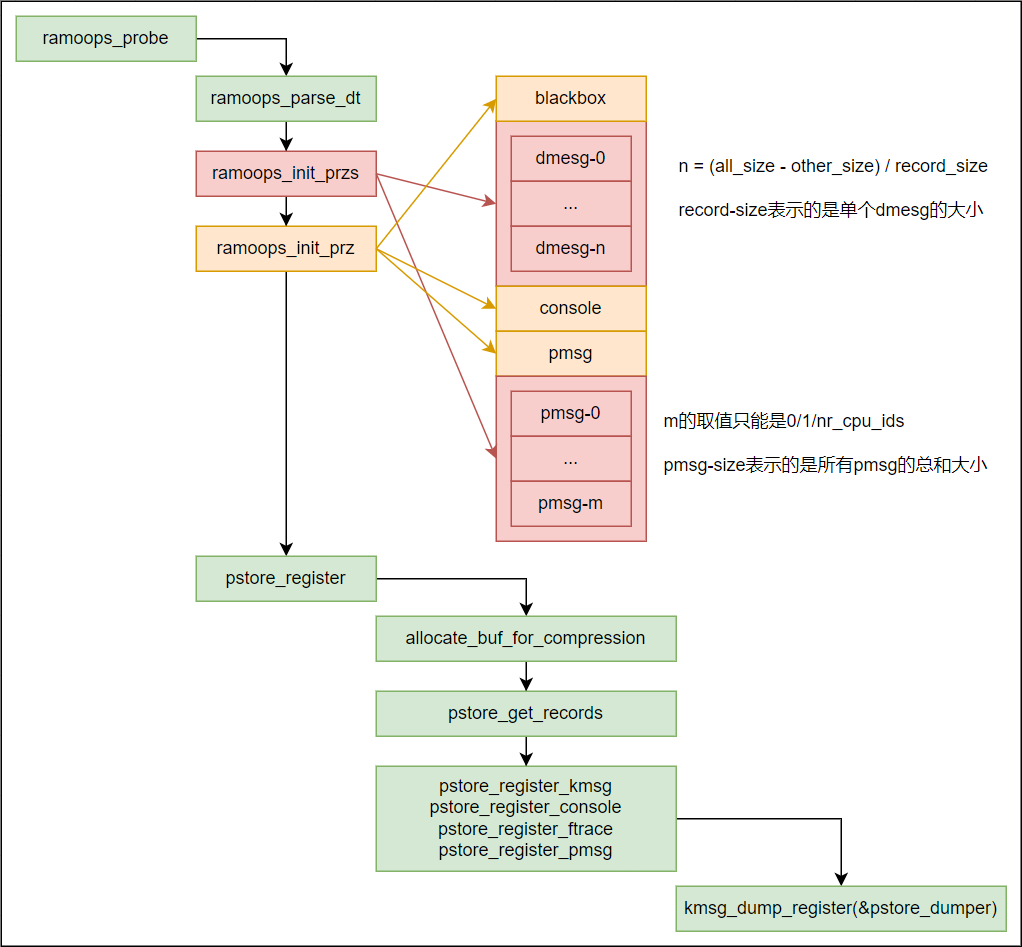 ramoops_probe
ramoops_parse_dt
ramoops_init_przs
ramoops_init_prz
blackbox
dmesg-0
...
dmesg-n
console
pmsg
pmsg-0
...
pmsg-m
n = (all_size - other_size) / record_size
record-size表示的是单个dmesg的大小
m的取值只能是0/1/nr_cpu_ids
pmsg-size表示的是所有pmsg的总和大小
pstore_register
allocate_buf_for_compression
pstore_get_records
pstore_register_kmsg
pstore_register_console
pstore_register_ftrace
pstore_register_pmsg
kmsg_dump_register(&pstore_dumper)